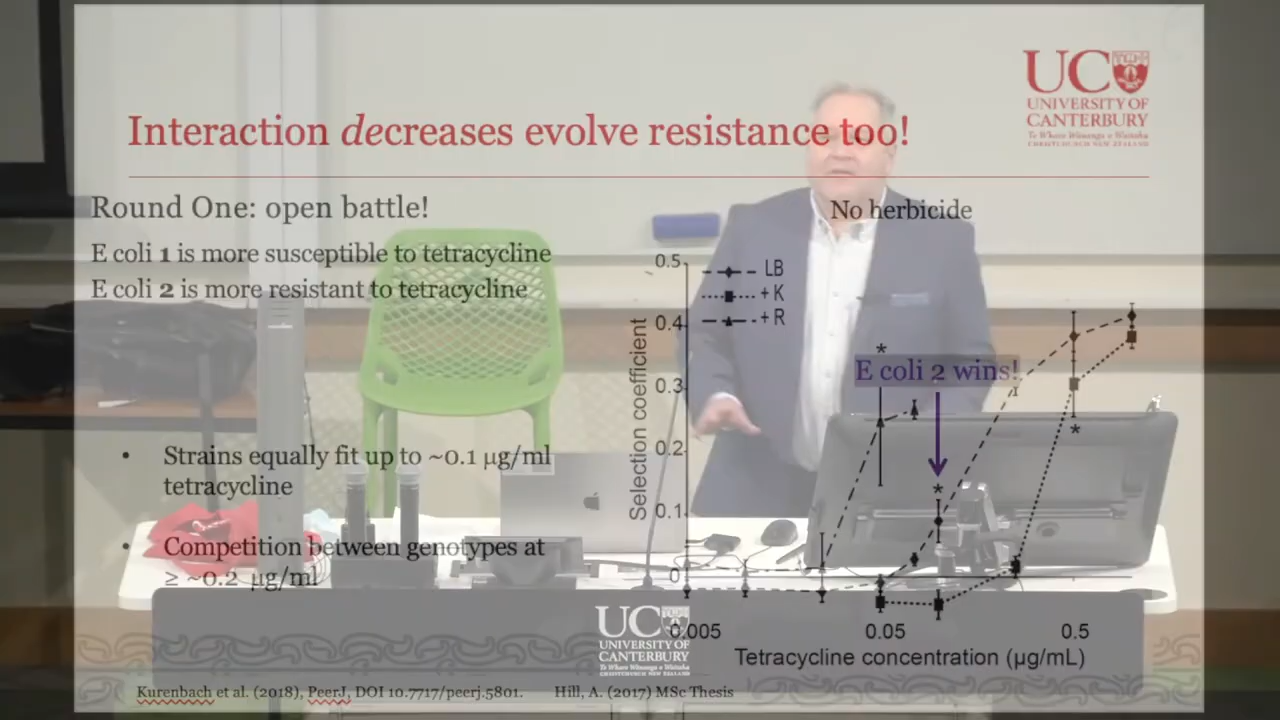 UC
UNIVERSITY OF
CANTERBURY
Te Whare Wānanga o Waitaha
CHRISTCHURCH NEW ZEALAND
Interaction decreases evolve resistance too!
Round One: open battle!
E coli 1 is more susceptible to tetracycline
E coli 2 is more resistant to tetracycline
• Strains equally fit up to ~0.1 µg/ml
tetracycline
• Competition between genotypes at
≥ ~0.2 µg/ml
No herbicide
LB
+ K
+ R
Selection coefficient
0.5
0.4
0.3
0.2
0.1
0
*
E coli 2 wins!
*
*
0.005
0.05
0.5
Tetracycline concentration (µg/mL)
UC
UNIVERSITY OF
CANTERBURY
Kurenbach et al. (2018), PeerJ, DOI 10.7717/peerj.5801. Hill, A. (2017) MSc Thesis